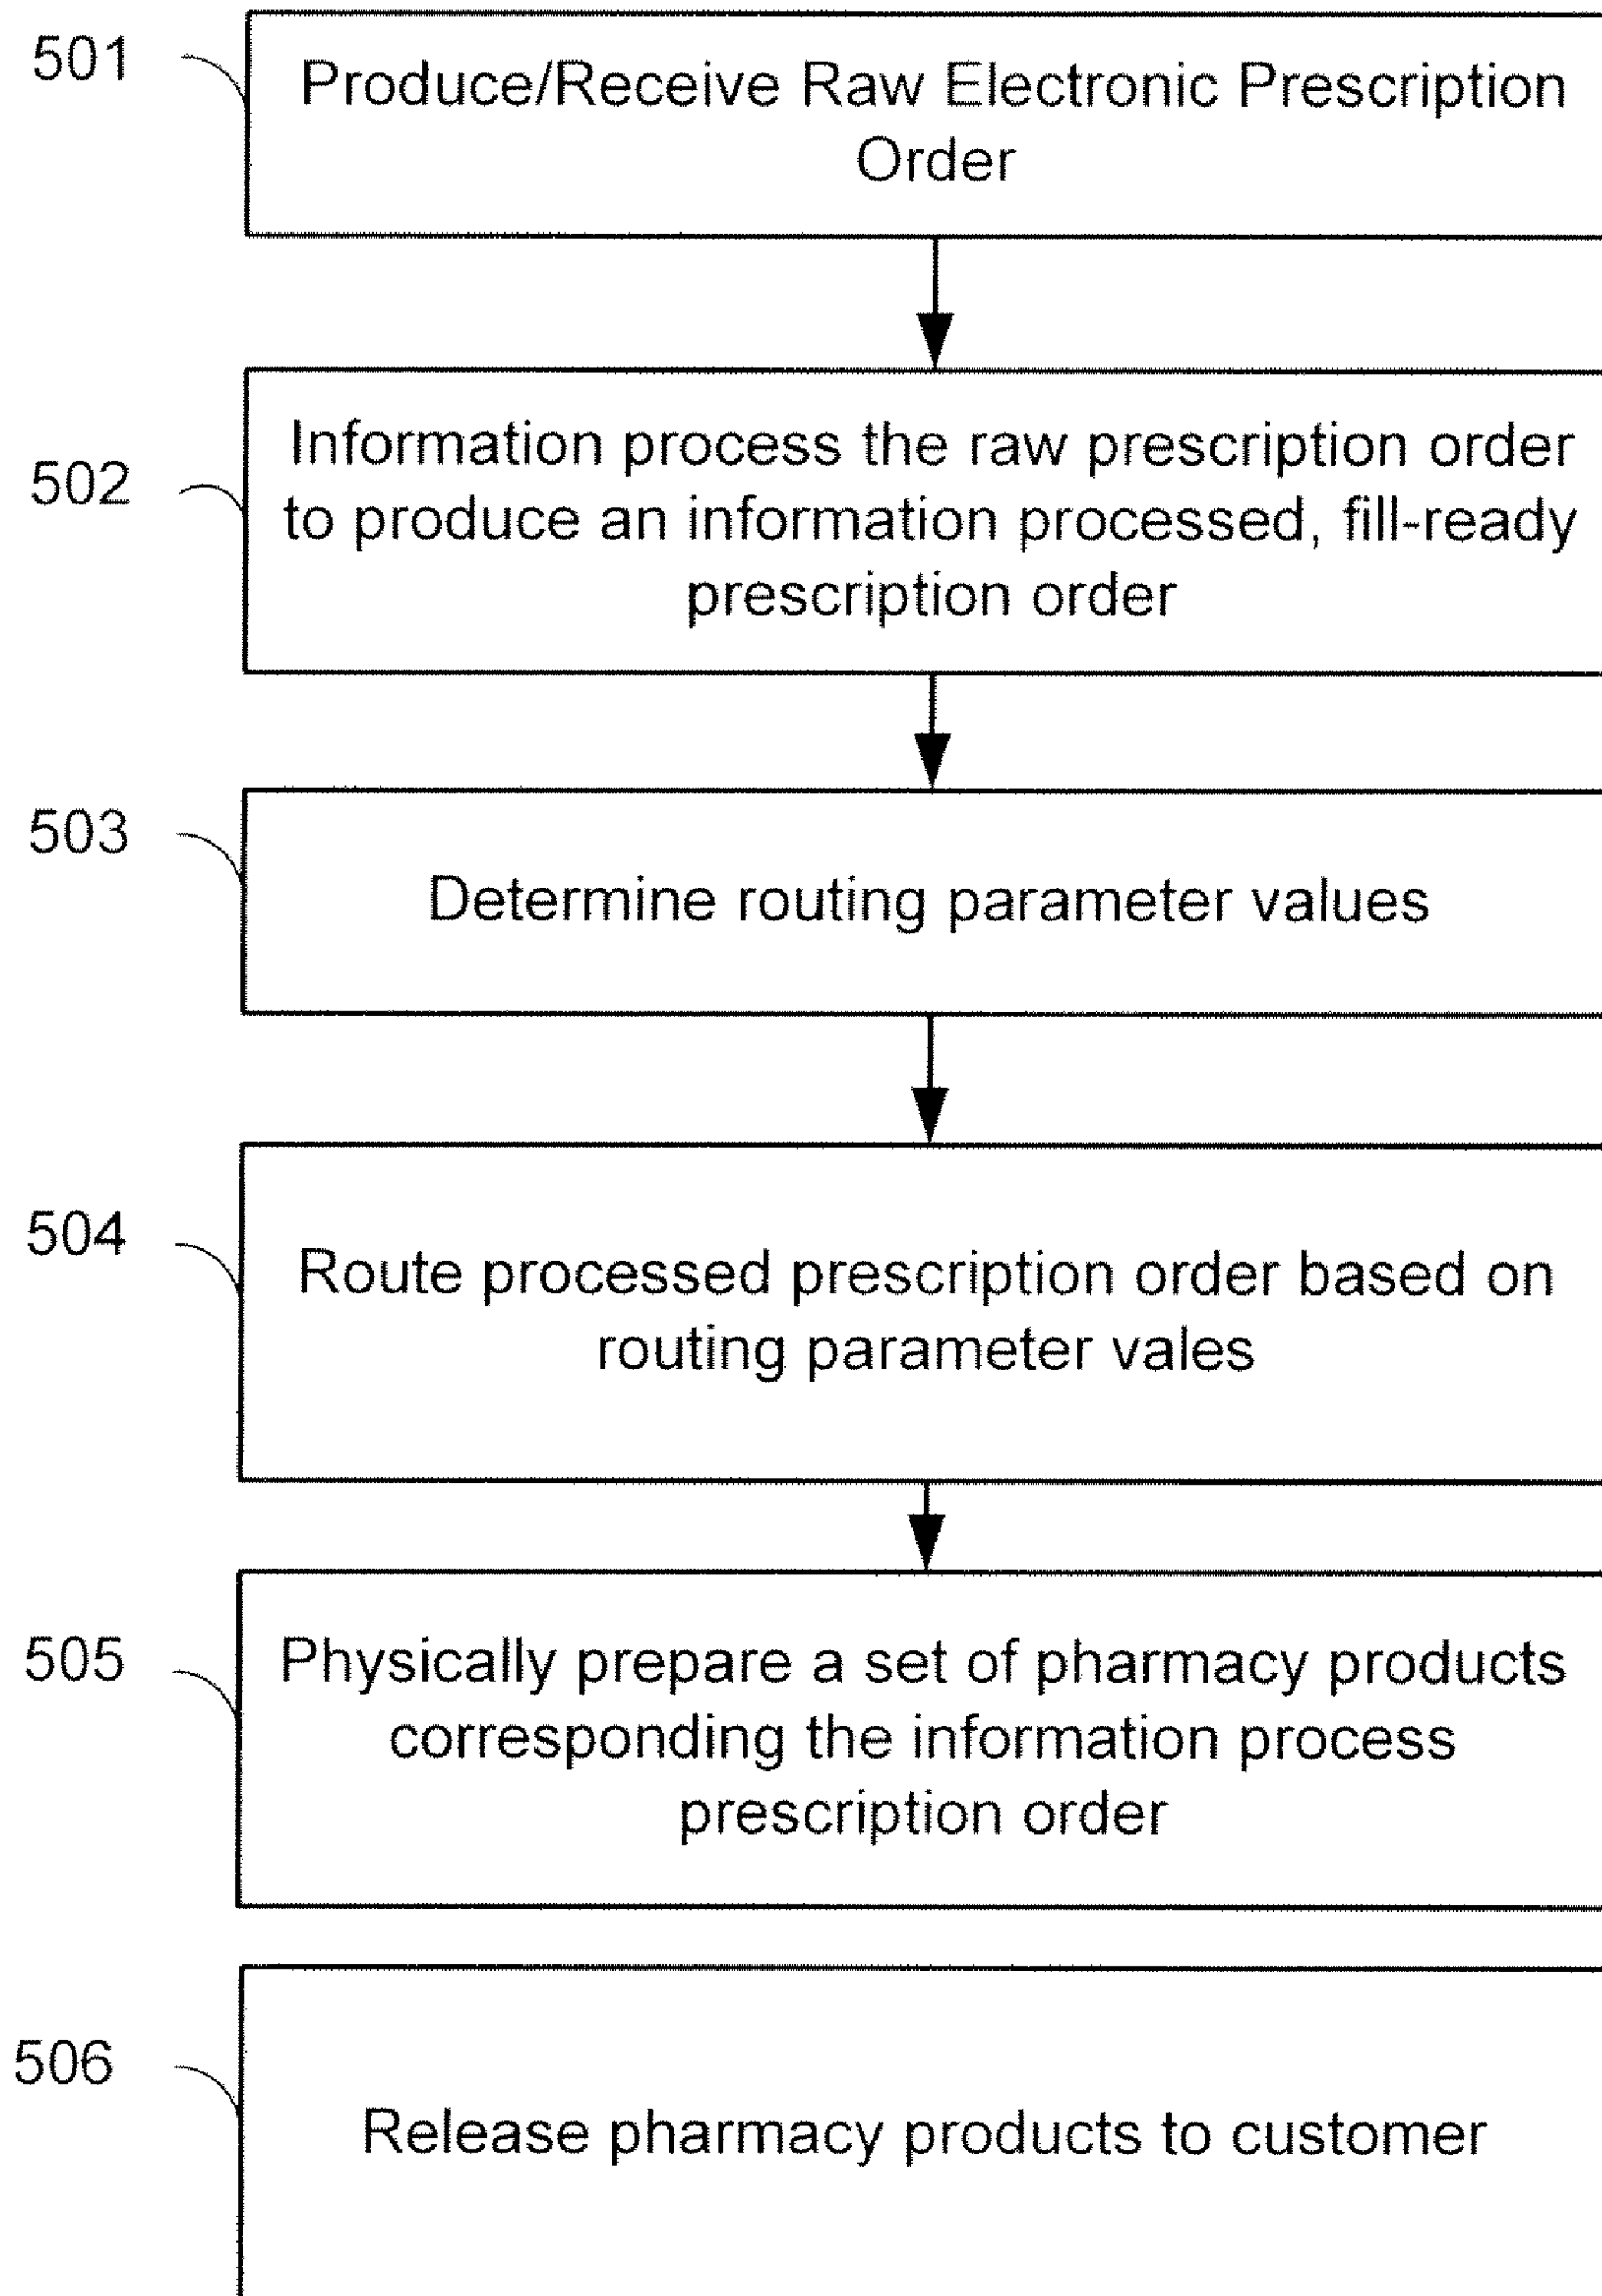 501
Produce/Receive Raw Electronic Prescription
Order
502
Information process the raw prescription order
to produce an information processed, fill-ready
prescription order
503
Determine routing parameter values
504
Route processed prescription order based on
routing parameter vales
505
Physically prepare a set of pharmacy products
corresponding the information process
prescription order
506
Release pharmacy products to customer